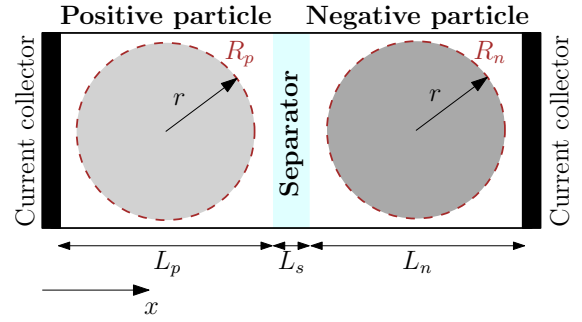 Positive particle
Negative particle
Current collector
R_p
r
Separator
R_n
r
Current collector
L_p
L_s
L_n
x